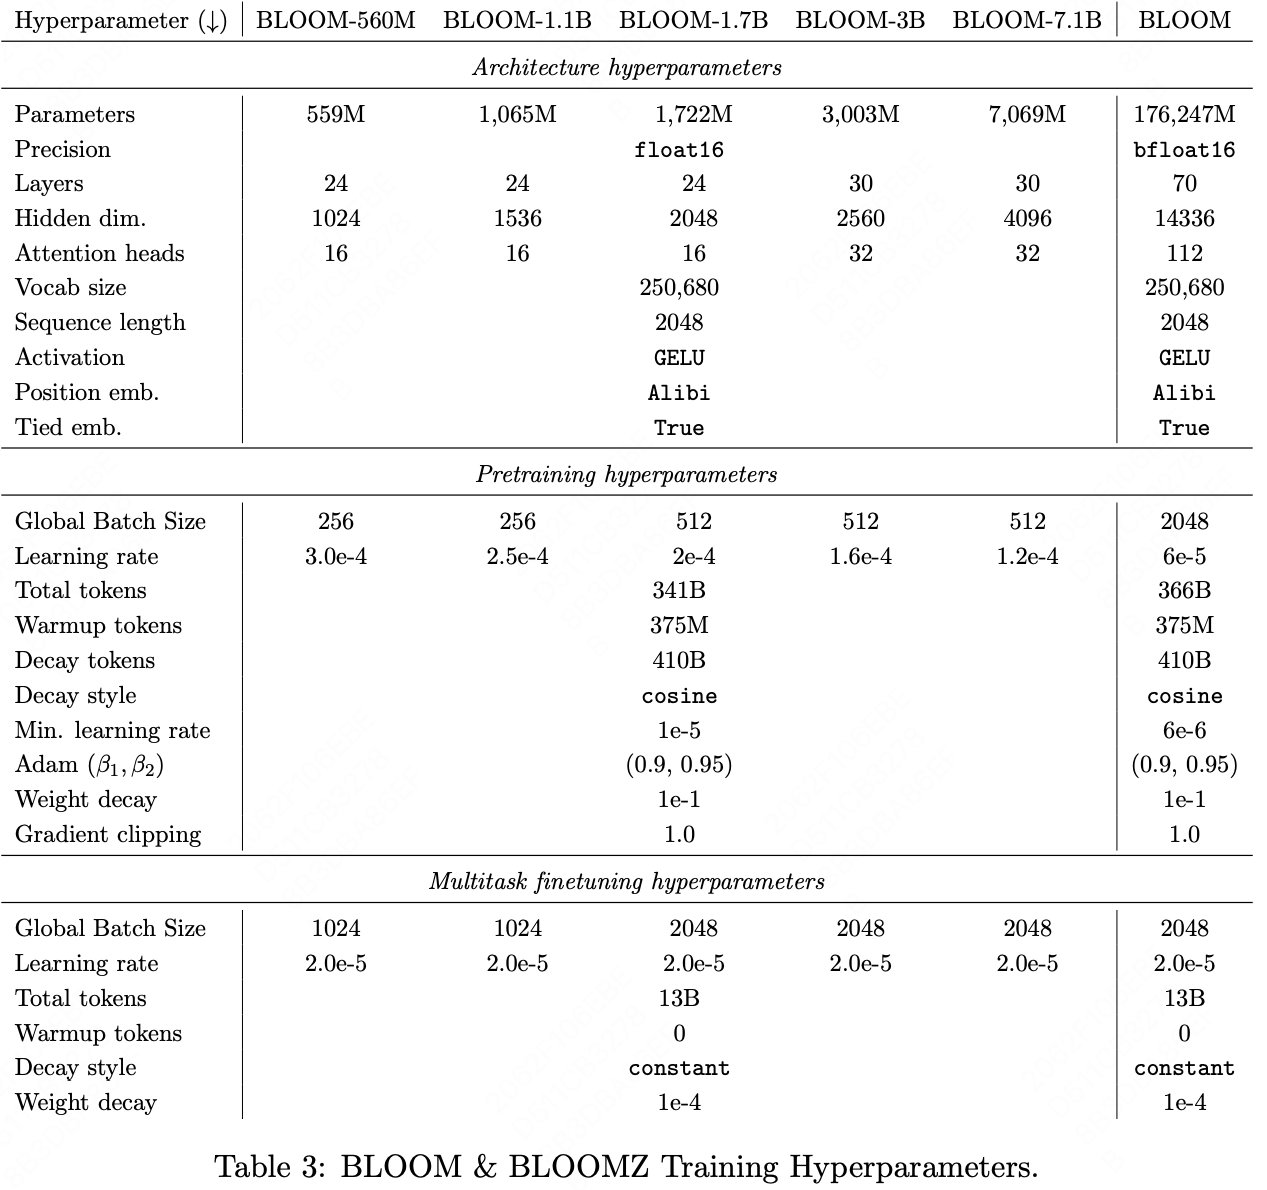 Hyperparameter (↓) BLOOM-560M BLOOM-1.1B BLOOM-1.7B BLOOM-3B BLOOM-7.1B BLOOM
Architecture hyperparameters
Parameters 559M 1,065M 1,722M 3,003M 7,069M 176,247M
Precision float16 bfloat16
Layers 24 24 24 30 30 70
Hidden dim. 1024 1536 2048 2560 4096 14336
Attention heads 16 16 16 32 32 112
Vocab size 250,680 250,680
Sequence length 2048 2048
Activation GELU GELU
Position emb. Alibi Alibi
Tied emb. True True
Pretraining hyperparameters
Global Batch Size 256 256 512 512 512 2048
Learning rate 3.0e-4 2.5e-4 2e-4 1.6e-4 1.2e-4 6e-5
Total tokens 341B 366B
Warmup tokens 375M 375M
Decay tokens 410B 410B
Decay style cosine cosine
Min. learning rate 1e-5 6e-6
Adam (β₁, β₂) (0.9, 0.95) (0.9, 0.95)
Weight decay 1e-1 1e-1
Gradient clipping 1.0 1.0
Multitask finetuning hyperparameters
Global Batch Size 1024 1024 2048 2048 2048 2048
Learning rate 2.0e-5 2.0e-5 2.0e-5 2.0e-5 2.0e-5 2.0e-5
Total tokens 13B 13B
Warmup tokens 0 0
Decay style constant constant
Weight decay 1e-4 1e-4
Table 3: BLOOM & BLOOMZ Training Hyperparameters.